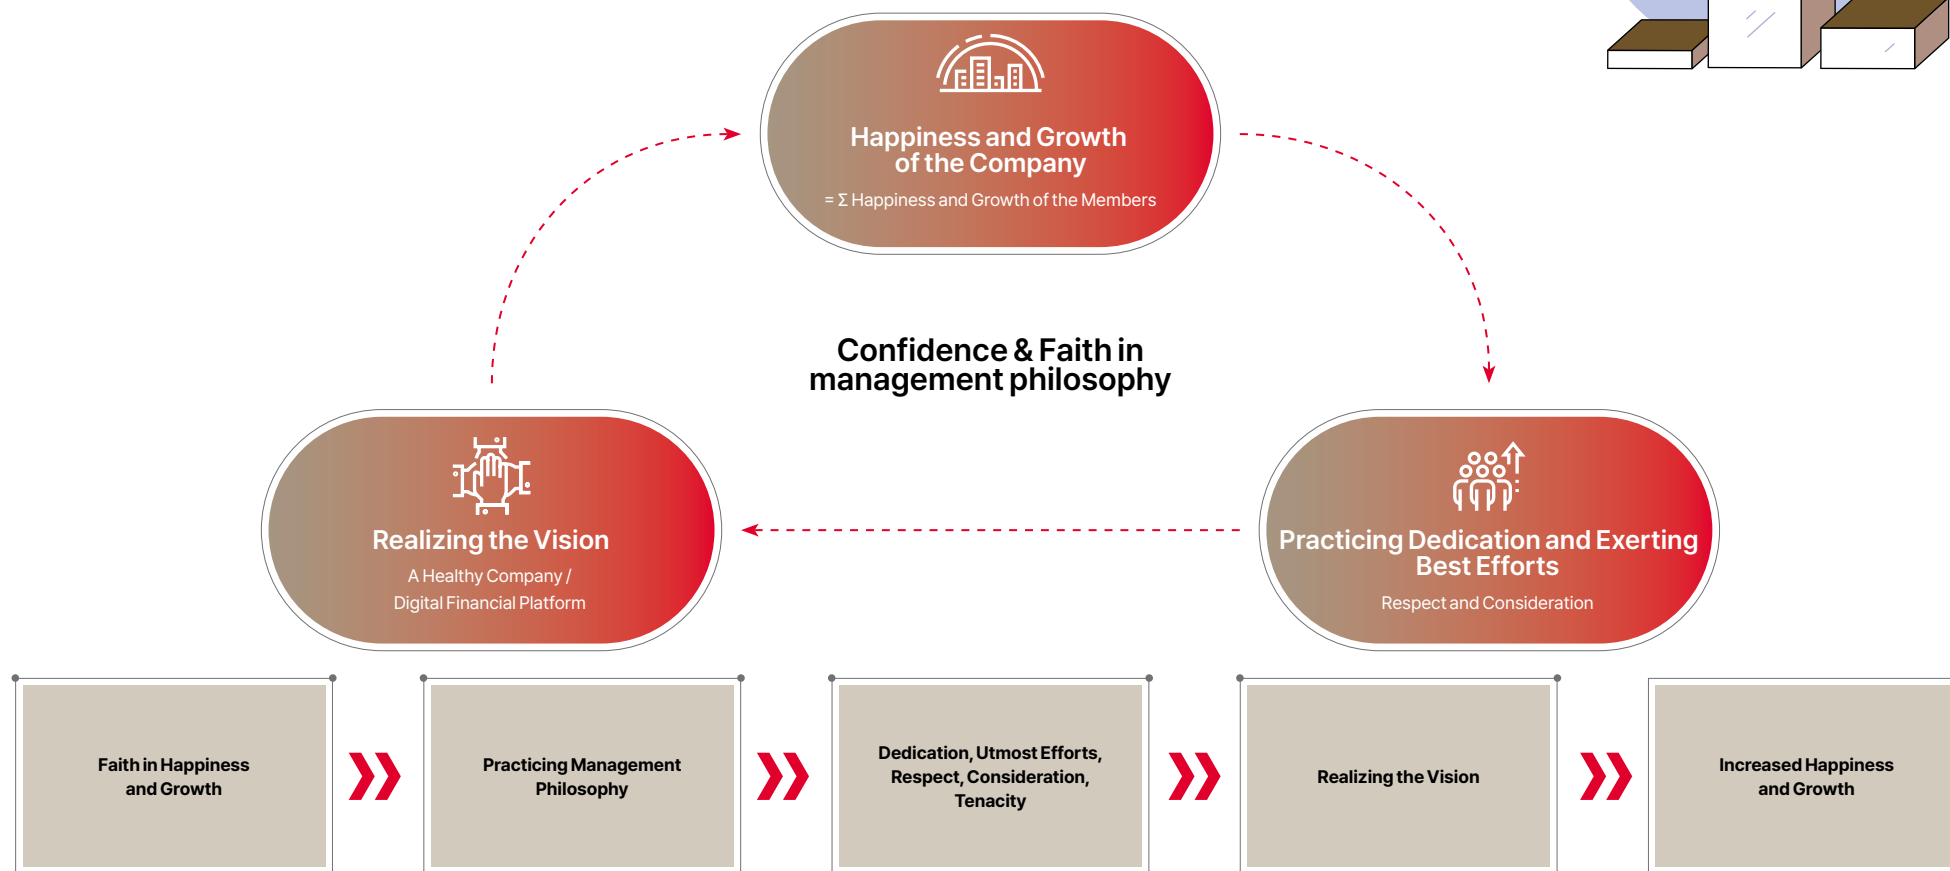 Happiness and Growth
of the Company
= Σ Happiness and Growth of the Members
Confidence & Faith in
management philosophy
Realizing the Vision
A Healthy Company /
Digital Financial Platform
Practicing Dedication and Exerting
Best Efforts
Respect and Consideration
Faith in Happiness
and Growth
Practicing Management
Philosophy
Dedication, Utmost Efforts,
Respect, Consideration,
Tenacity
Realizing the Vision
Increased Happiness
and Growth